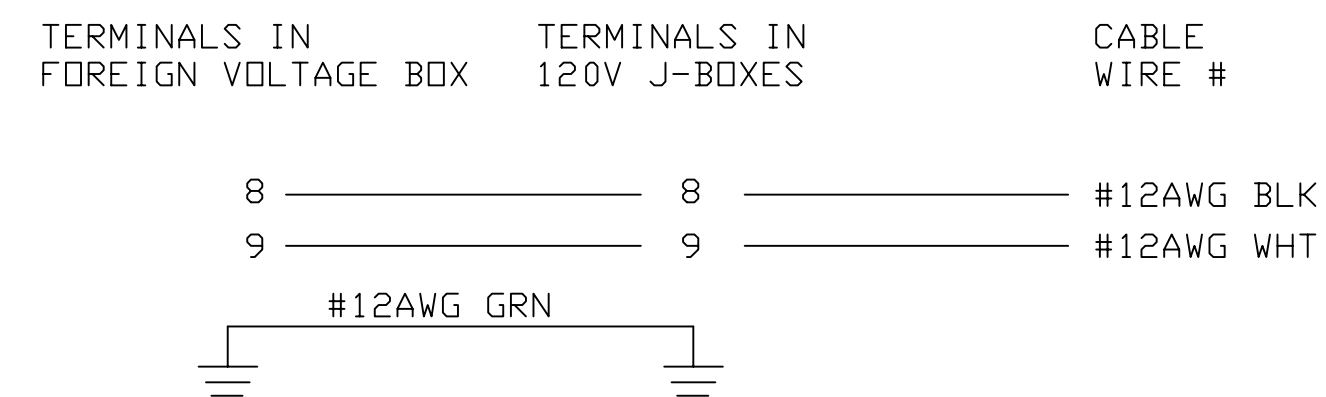 TERMINALS IN
FOREIGN VOLTAGE BOX
TERMINALS IN
120V J-BOXES
CABLE
WIRE #
8 8 #12AWG BLK
9 9 #12AWG WHT
#12AWG GRN